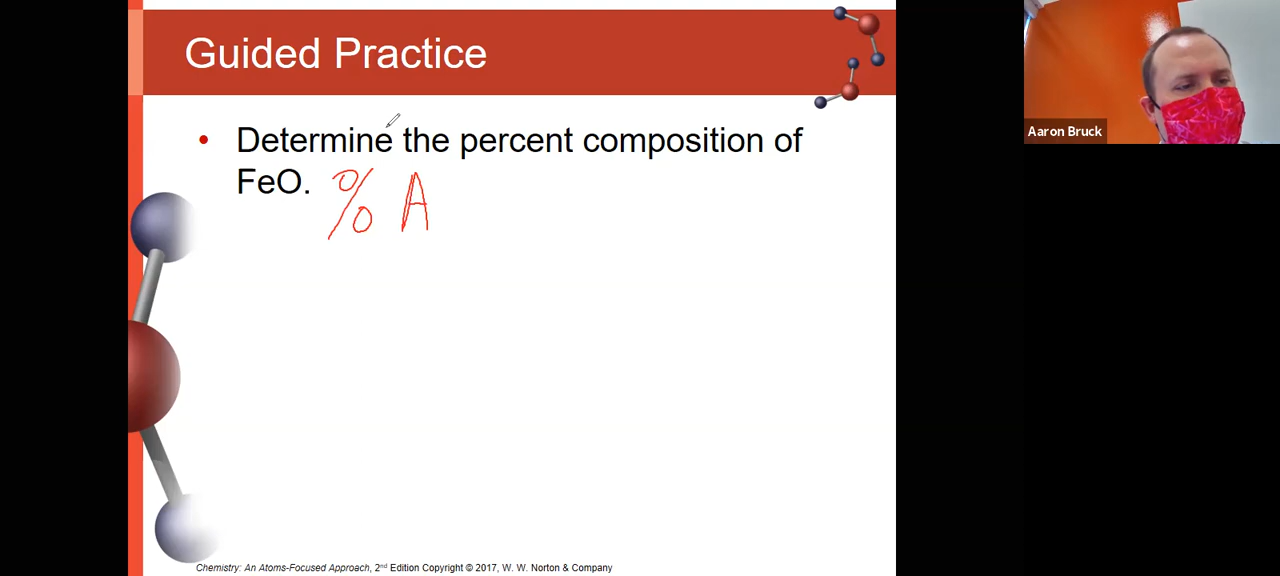 Guided Practice
Aaron Bruck
• Determine the percent composition of
FeO. % A
Chemistry: An Atoms-Focused Approach, 2nd Edition Copyright © 2017, W. W. Norton & Company